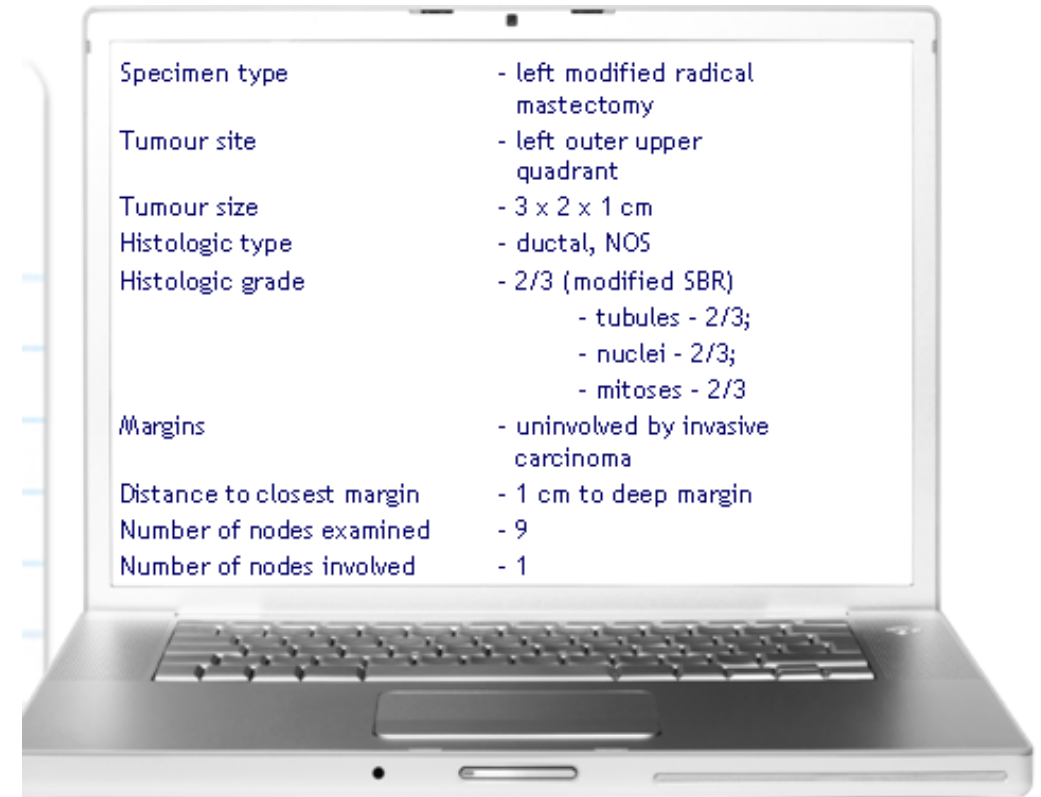 Specimen type - left modified radical
mastectomy
Tumour site - left outer upper
quadrant
Tumour size - 3 x 2 x 1 cm
Histologic type - ductal, NOS
Histologic grade - 2/3 (modified SBR)
- tubules - 2/3;
- nuclei - 2/3;
- mitoses - 2/3
Margins - uninvolved by invasive
carcinoma
Distance to closest margin - 1 cm to deep margin
Number of nodes examined - 9
Number of nodes involved - 1